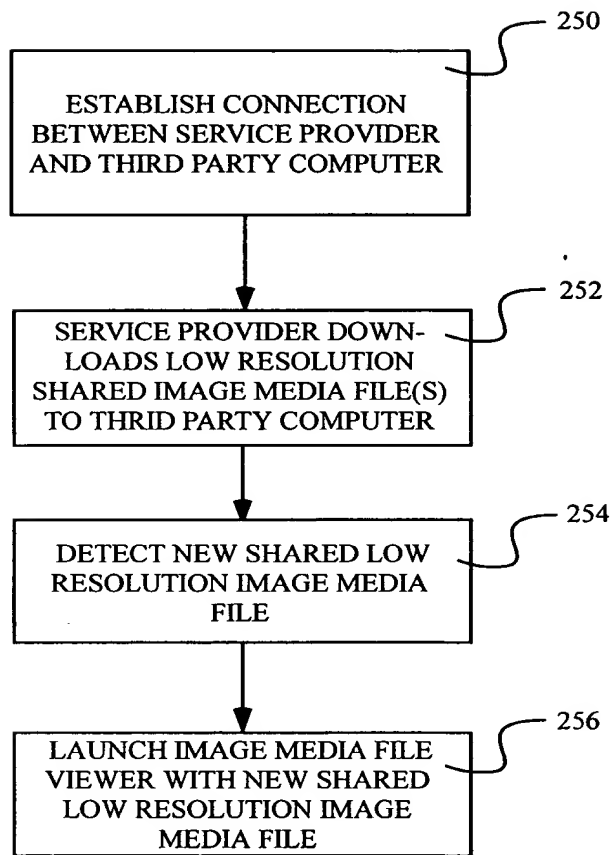 250
ESTABLISH CONNECTION
BETWEEN SERVICE PROVIDER
AND THIRD PARTY COMPUTER
252
SERVICE PROVIDER DOWN-
LOADS LOW RESOLUTION
SHARED IMAGE MEDIA FILE(S)
TO THRID PARTY COMPUTER
254
DETECT NEW SHARED LOW
RESOLUTION IMAGE MEDIA
FILE
256
LAUNCH IMAGE MEDIA FILE
VIEWER WITH NEW SHARED
LOW RESOLUTION IMAGE
MEDIA FILE